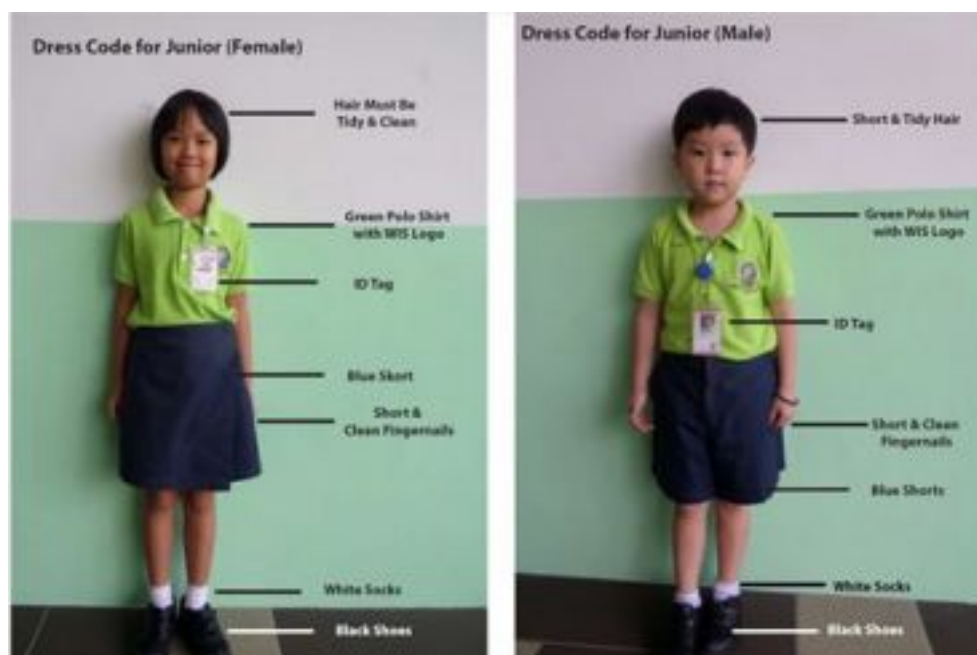 Dress Code for Junior (Female)
Hair Must Be
Tidy & Clean
Green Polo Shirt
with WIS Logo
ID Tag
Blue Skort
Short &
Clean Fingernails
White Socks
Black Shoes
Dress Code for Junior (Male)
Short & Tidy Hair
Green Polo Shirt
with WIS Logo
ID Tag
Short & Clean
Fingernails
Blue Shorts
White Socks
Black Shoes